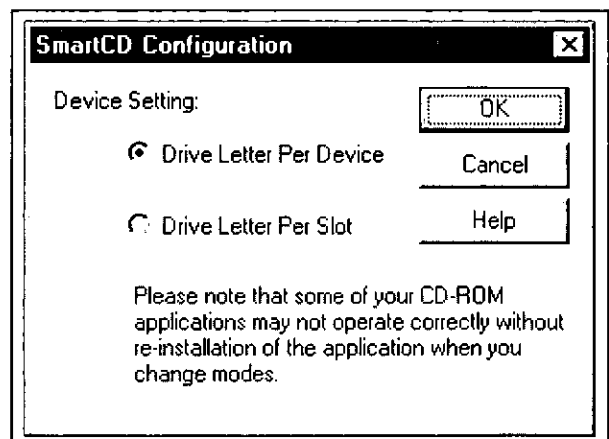 SmartCD Configuration
Device Setting:
OK
Drive Letter Per Device
Cancel
Drive Letter Per Slot
Help
Please note that some of your CD-ROM
applications may not operate correctly without
re-installation of the application when you
change modes.